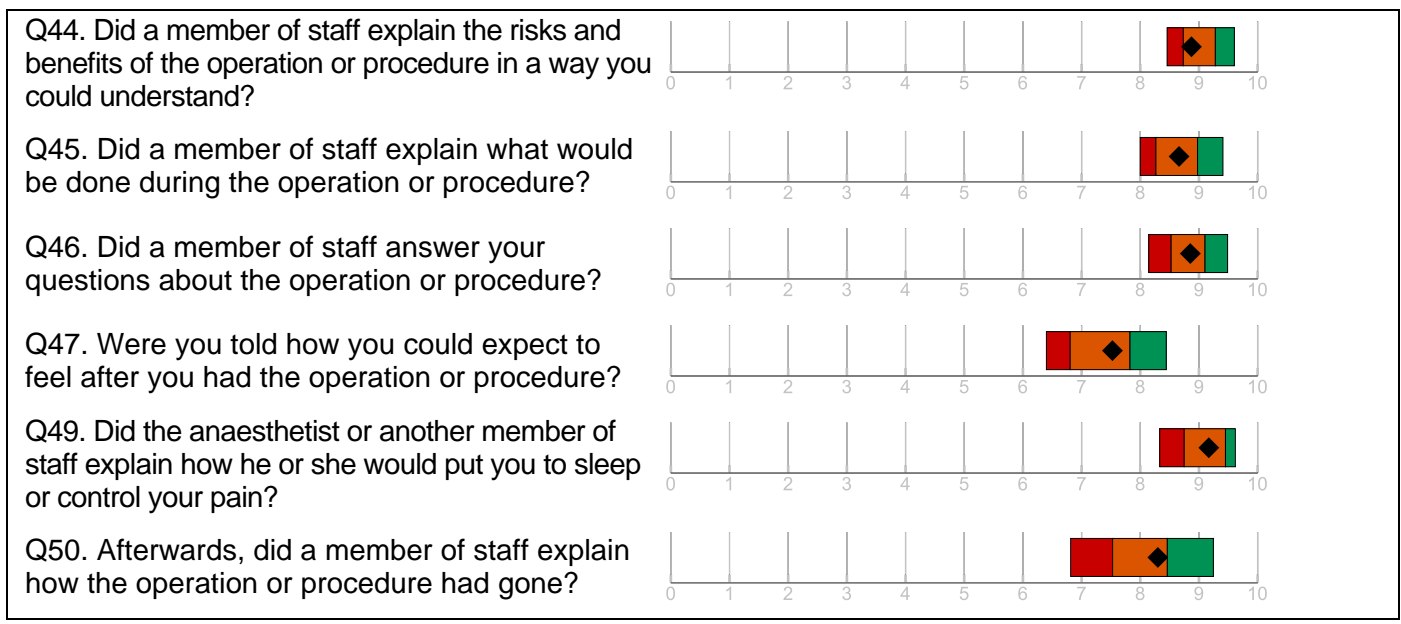 Q44. Did a member of staff explain the risks and
benefits of the operation or procedure in a way you
could understand?
0 1 2 3 4 5 6 7 8 9 10
Q45. Did a member of staff explain what would
be done during the operation or procedure?
0 1 2 3 4 5 6 7 8 9 10
Q46. Did a member of staff answer your
questions about the operation or procedure?
0 1 2 3 4 5 6 7 8 9 10
Q47. Were you told how you could expect to
feel after you had the operation or procedure?
0 1 2 3 4 5 6 7 8 9 10
Q49. Did the anaesthetist or another member of
staff explain how he or she would put you to sleep
or control your pain?
0 1 2 3 4 5 6 7 8 9 10
Q50. Afterwards, did a member of staff explain
how the operation or procedure had gone?
0 1 2 3 4 5 6 7 8 9 10